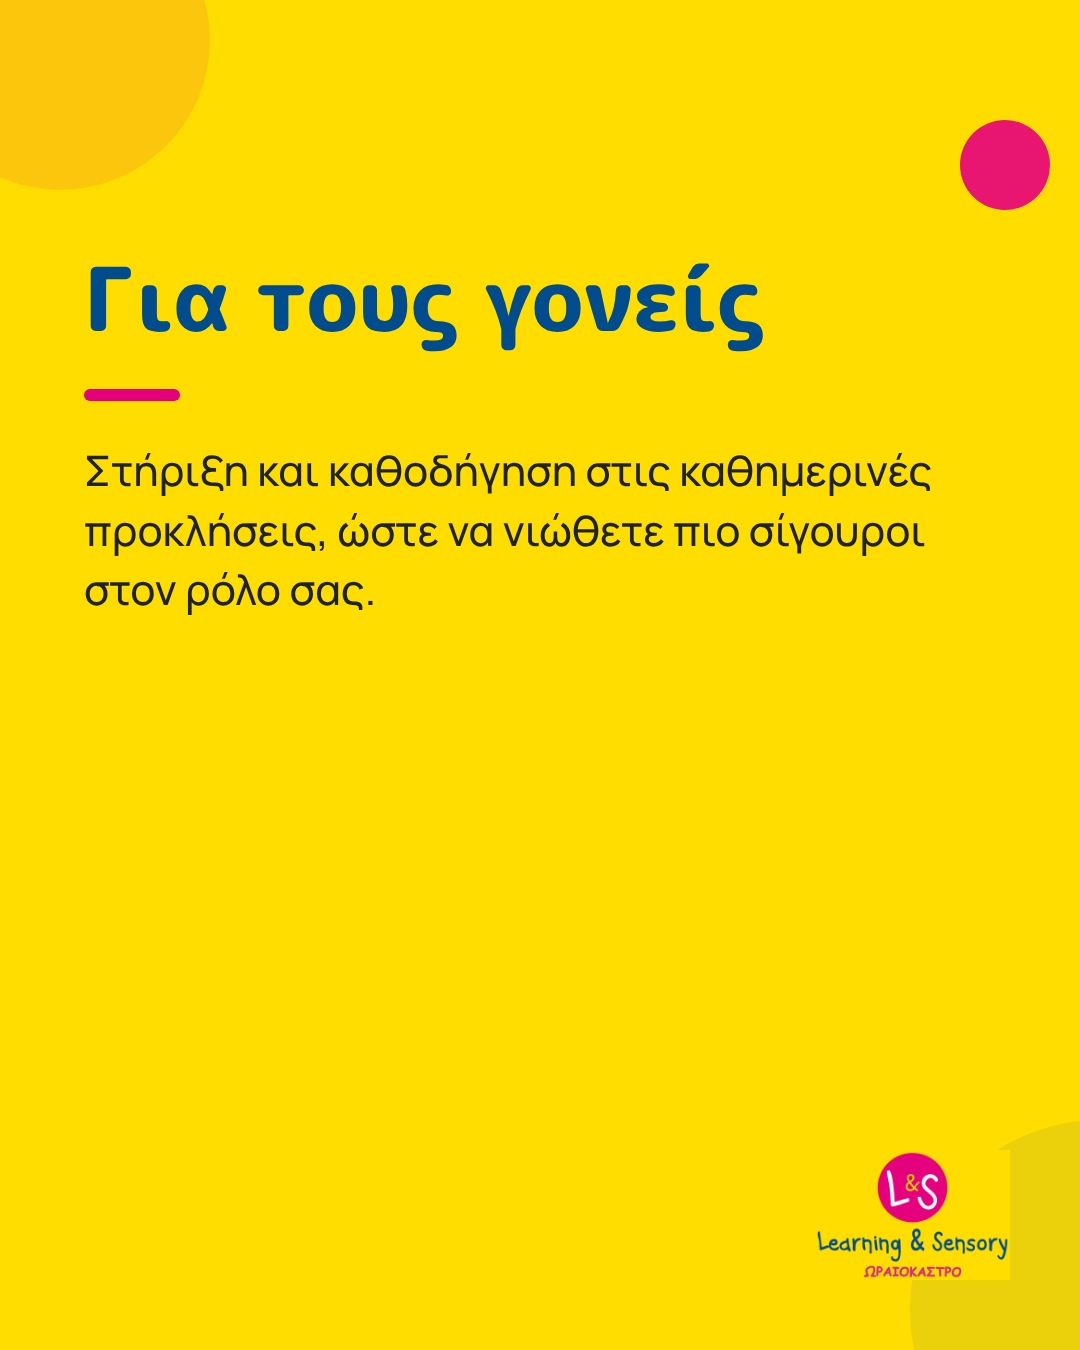 Για τους γονείς
Στήριξη και καθοδήγηση στις καθημερινές
προκλήσεις, ώστε να νιώθετε πιο σίγουροι
στον ρόλο σας.
L&S
Learning & Sensory
ΩΡΑΙΟΚΑΣΤΡΟ